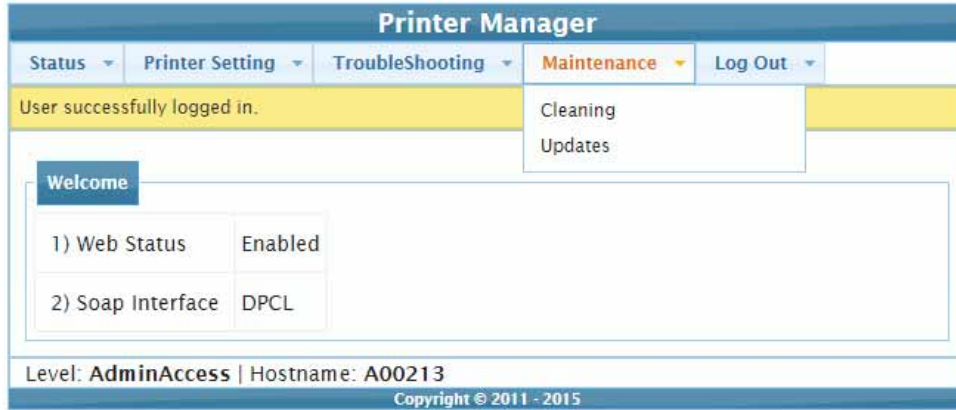 Printer Manager
Status Printer Setting TroubleShooting Maintenance Log Out
User successfully logged in.
Cleaning
Updates
Welcome
1) Web Status Enabled
2) Soap Interface DPCL
Level: AdminAccess | Hostname: A00213
Copyright © 2011 - 2015